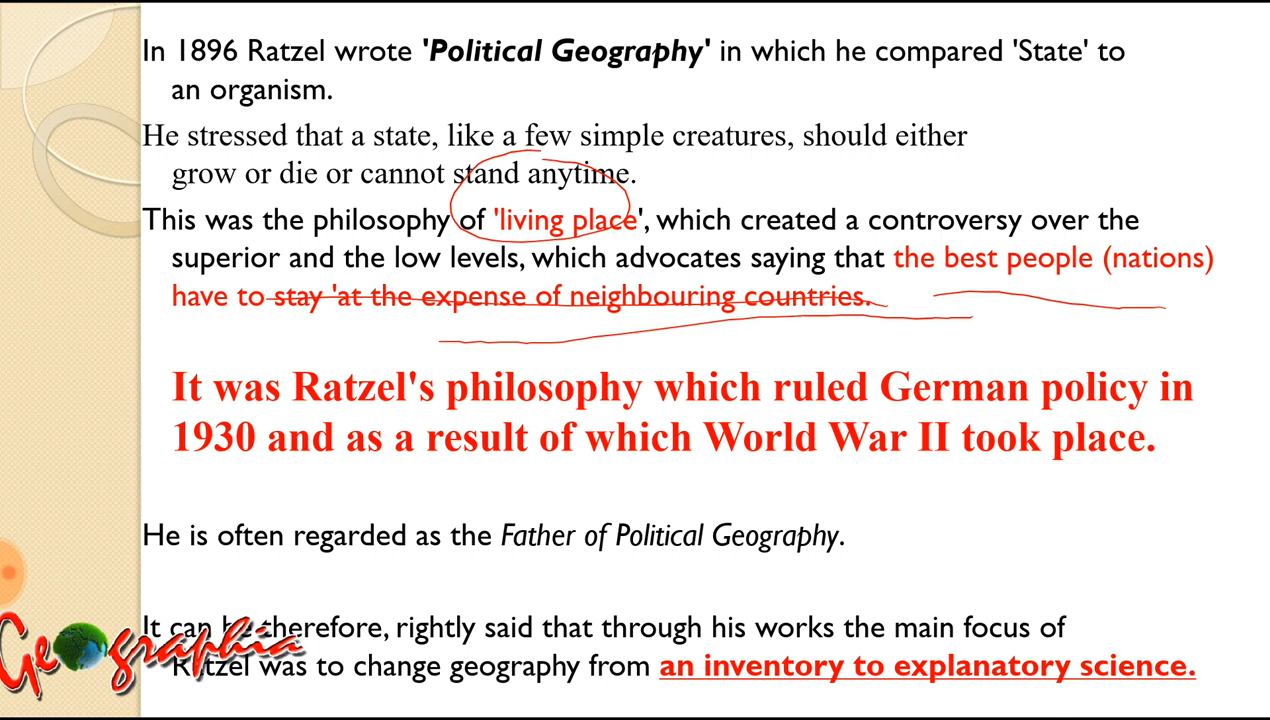 In 1896 Ratzel wrote 'Political Geography' in which he compared 'State' to
an organism.
He stressed that a state, like a few simple creatures, should either
grow or die or cannot stand anytime.
This was the philosophy of 'living place', which created a controversy over the
superior and the low levels, which advocates saying that the best people (nations)
have to stay 'at the expense of neighbouring countries.
It was Ratzel's philosophy which ruled German policy in
1930 and as a result of which World War II took place.
He is often regarded as the Father of Political Geography.
It can be therefore, rightly said that through his works the main focus of
Ratzel was to change geography from an inventory to explanatory science.
Geographia